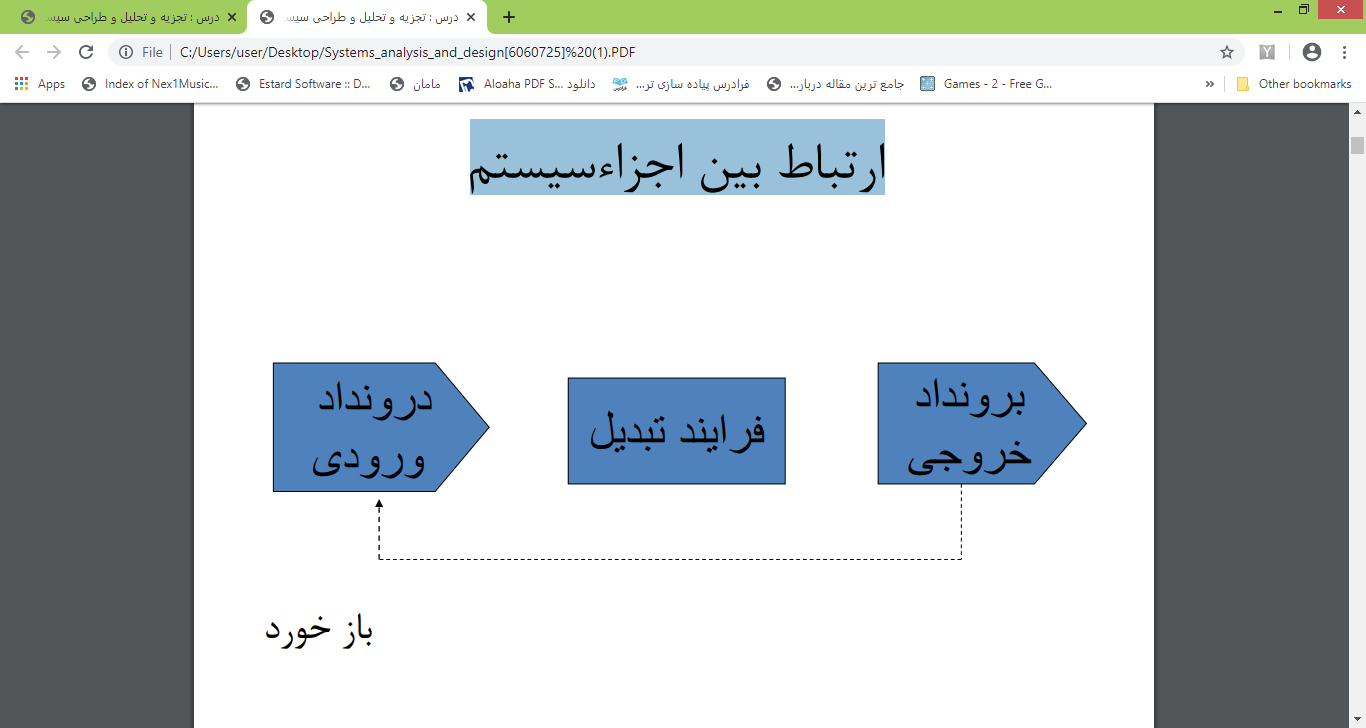 درس : تجزیه و تحلیل و طراحی سیس
درس : تجزیه و تحلیل و طراحی سیس
File
C:/Users/user/Desktop/Systems_analysis_and_design[6060725]%20(1).PDF
Apps
Index of Nex1Music...
Estard Software :: D...
مامان
Aloaha PDF S... دانلود
فرادرس پیاده سازی تر...
جامع ترین مقاله دربار...
Games - 2 - Free G...
»
Other bookmarks
ارتباط بین اجزاءسیستم
درونداد
ورودی
فرایند تبدیل
برونداد
خروجی
باز خورد